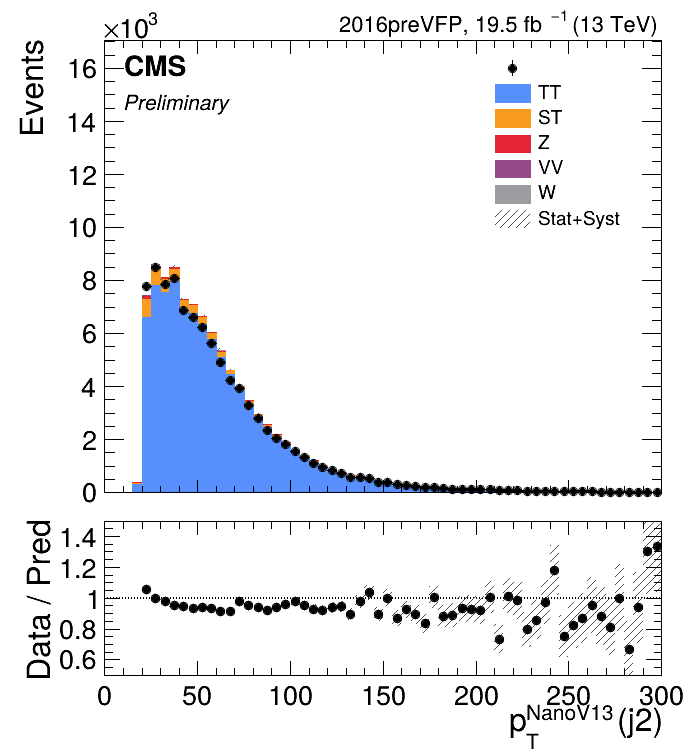 ×10³ 2016preVFP, 19.5 fb ⁻¹ (13 TeV)
Events
CMS
Preliminary
TT
ST
Z
VV
W
Stat+Syst
16
14
12
10
8
6
4
2
0
Data / Pred
1.4
1.2
1
0.8
0.6
0 50 100 150 200 250 300
p_T^NanoV13 (j2)